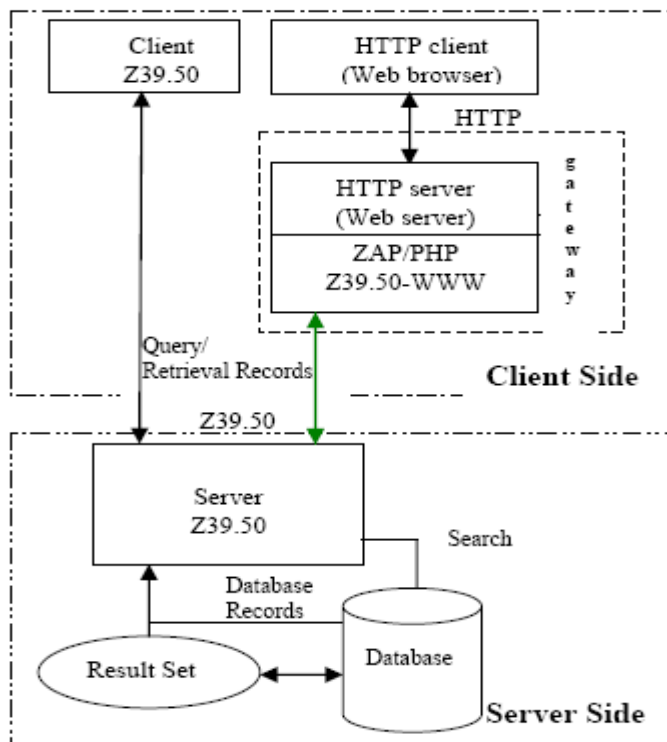 Client
Z39.50
HTTP client
(Web browser)
HTTP
HTTP server
(Web server)
ZAP/PHP
Z39.50-WWW
gateway
Query/
Retrieval Records
Client Side
Z39.50
Server
Z39.50
Search
Database
Records
Result Set
Database
Server Side